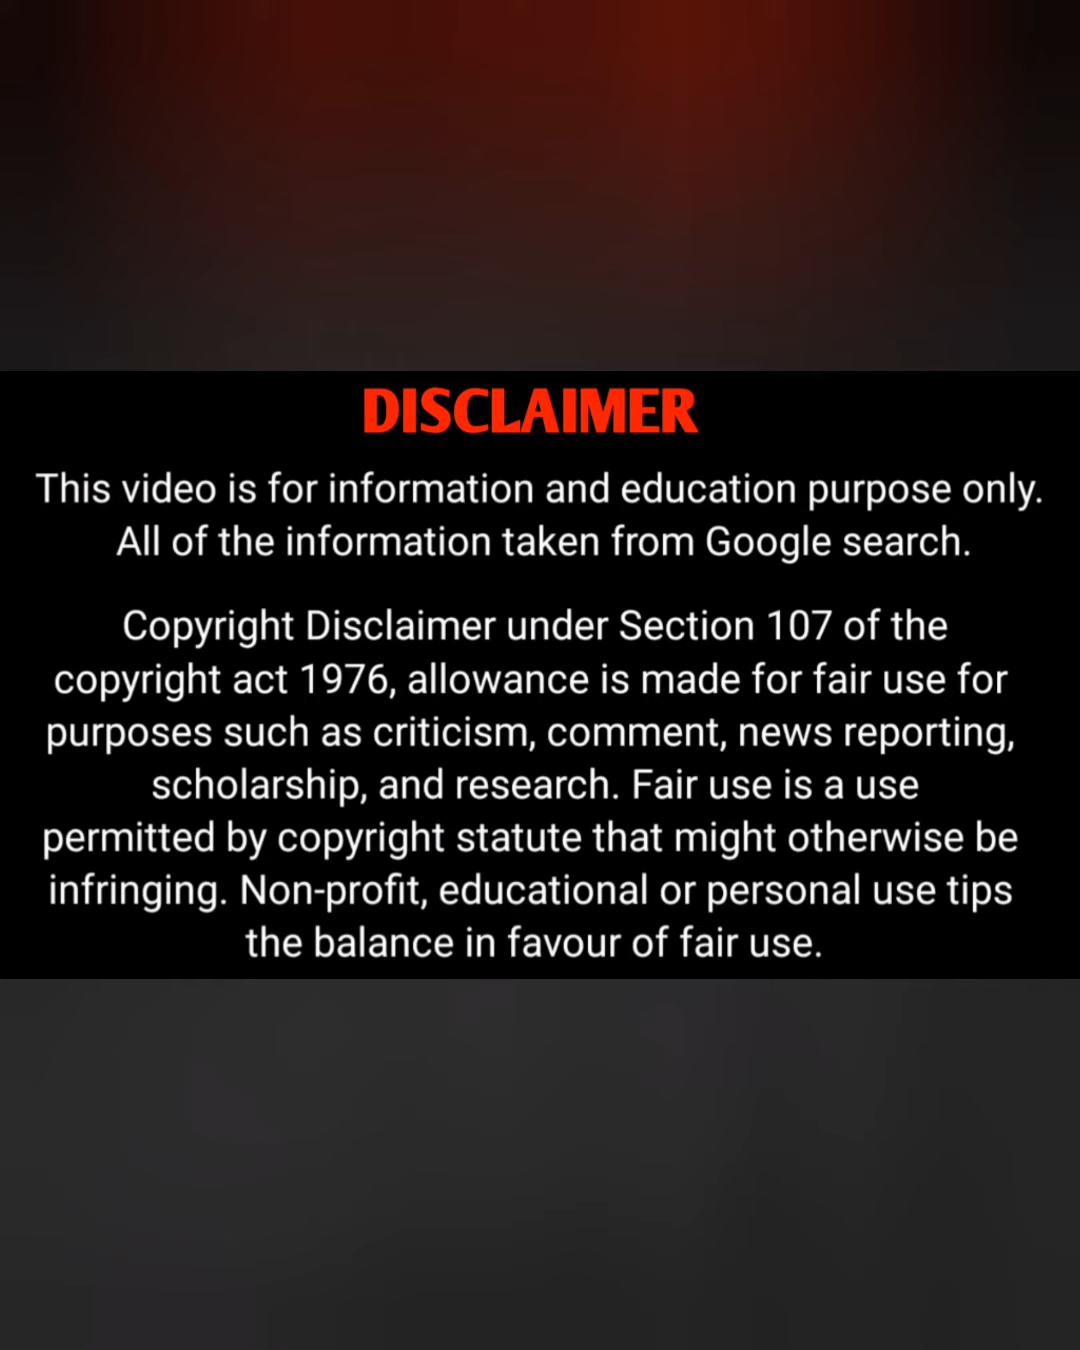 DISCLAIMER
This video is for information and education purpose only.
All of the information taken from Google search.
Copyright Disclaimer under Section 107 of the
copyright act 1976, allowance is made for fair use for
purposes such as criticism, comment, news reporting,
scholarship, and research. Fair use is a use
permitted by copyright statute that might otherwise be
infringing. Non-profit, educational or personal use tips
the balance in favour of fair use.